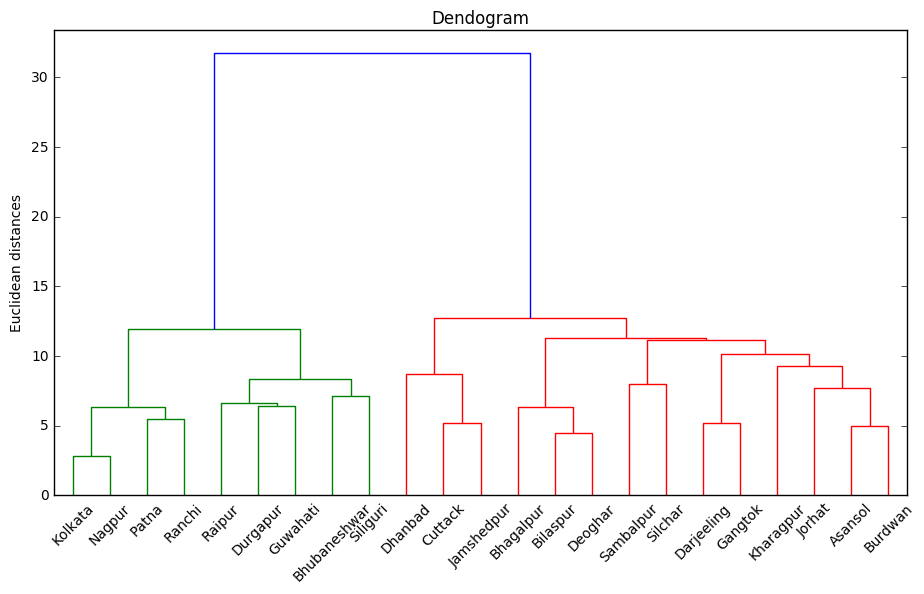 Dendogram
30
25
20
15
10
5
0
Euclidean distances
Kolkata
Nagpur
Patna
Ranchi
Raipur
Durgapur
Guwahati
Bhubaneshwar
Siliguri
Dhanbad
Cuttack
Jamshedpur
Bhagalpur
Bilaspur
Deoghar
Sambalpur
Silchar
Darjeeling
Gangtok
Kharagpur
Jorhat
Asansol
Burdwan